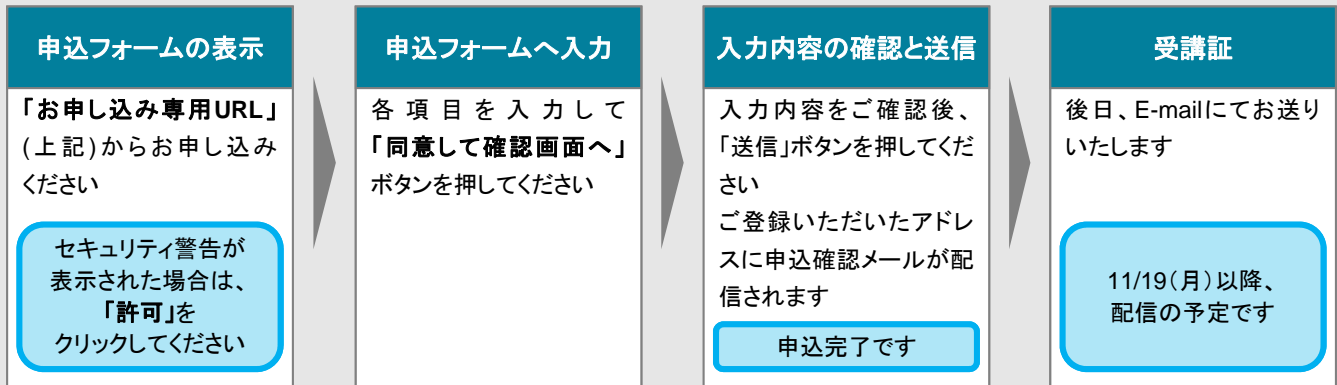 申込フォームの表示
「お申し込み専用URL」
(上記)からお申し込み
ください
セキュリティ警告が
表示された場合は、
「許可」を
クリックしてください
申込フォームへ入力
各項目を入力して
「同意して確認画面へ」
ボタンを押してください
入力内容の確認と送信
入力内容をご確認後、
「送信」ボタンを押してくだ
さい
ご登録いただいたアドレ
スに申込確認メールが配
信されます
申込完了です
受講証
後日、E-mailにてお送り
いたします
11/19(月)以降、
配信の予定です